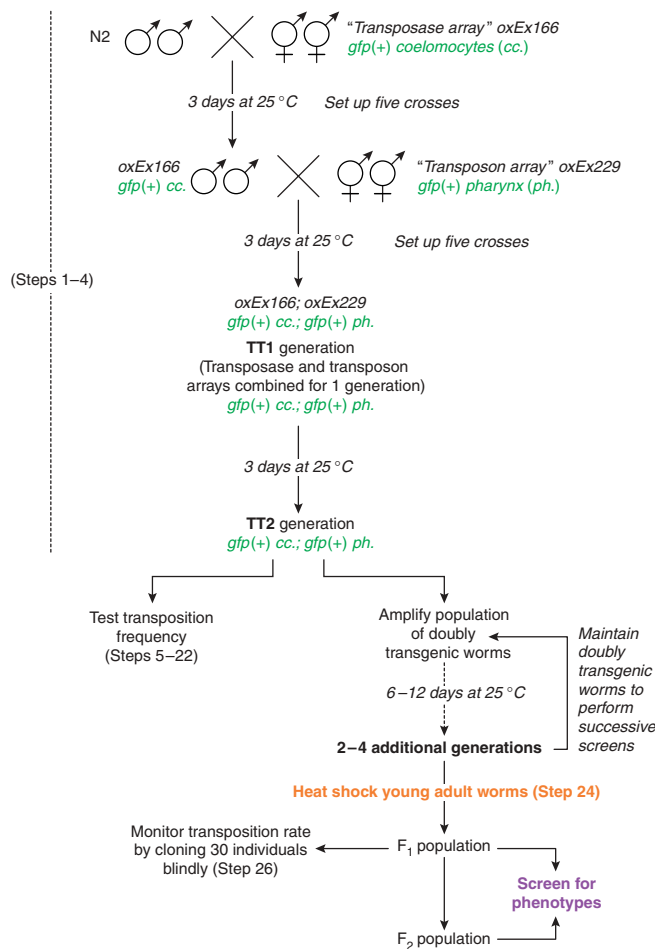 N2
“Transposase array” oxEx166
gfp(+) coelomocytes (cc.)
3 days at 25 °C
Set up five crosses
oxEx166
gfp(+) cc.
“Transposon array” oxEx229
gfp(+) pharynx (ph.)
3 days at 25 °C
Set up five crosses
(Steps 1–4)
oxEx166; oxEx229
gfp(+) cc.; gfp(+) ph.
TT1 generation
(Transposase and transposon
arrays combined for 1 generation)
gfp(+) cc.; gfp(+) ph.
3 days at 25 °C
TT2 generation
gfp(+) cc.; gfp(+) ph.
Test transposition
frequency
(Steps 5–22)
Amplify population
of doubly
transgenic worms
Maintain
doubly
transgenic
worms to
perform
successive
screens
6–12 days at 25 °C
2–4 additional generations
Heat shock young adult worms (Step 24)
Monitor transposition rate
by cloning 30 individuals
blindly (Step 26)
F₁ population
Screen for
phenotypes
F₂ population